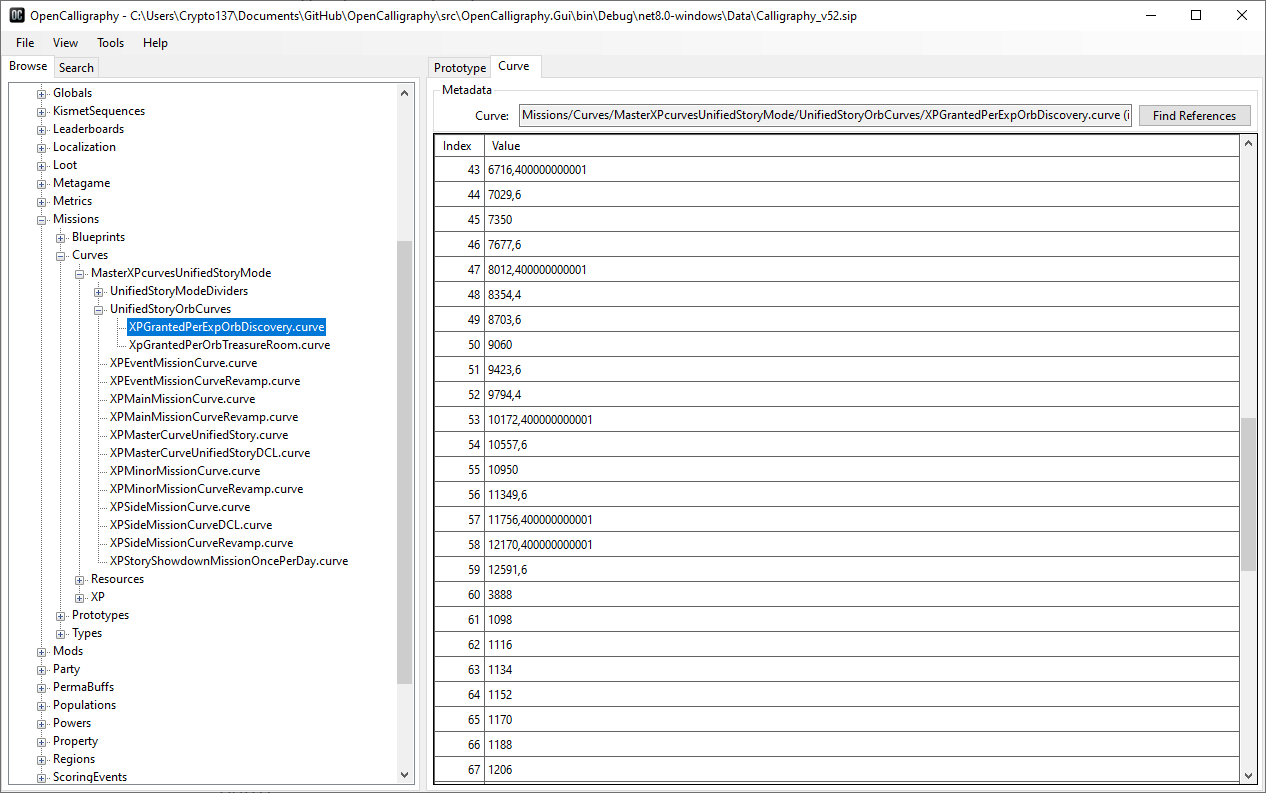 OpenCalligraphy - C:\Users\Crypto137\Documents\GitHub\OpenCalligraphy\src\OpenCalligraphy.Gui\bin\Debug\net8.0-windows\Data\Calligraphy_v52.sip
File View Tools Help
Browse Search
Globals
KismetSequences
Leaderboards
Localization
Loot
Metagame
Metrics
Missions
Blueprints
Curves
MasterXPcurvesUnifiedStoryMode
UnifiedStoryModeDividers
UnifiedStoryOrbCurves
XPGrantedPerExpOrbDiscovery.curve
XpGrantedPerOrbTreasureRoom.curve
XPEventMissionCurve.curve
XPEventMissionCurveRevamp.curve
XPMainMissionCurve.curve
XPMainMissionCurveRevamp.curve
XPMasterCurveUnifiedStory.curve
XPMasterCurveUnifiedStoryDCL.curve
XPMinorMissionCurve.curve
XPMinorMissionCurveRevamp.curve
XPSideMissionCurve.curve
XPSideMissionCurveDCL.curve
XPSideMissionCurveRevamp.curve
XPStoryShowdownMissionOncePerDay.curve
Resources
XP
Prototypes
Types
Mods
Party
PermaBuffs
Populations
Powers
Property
Regions
ScoringEvents
Prototype Curve
Metadata
Curve: Missions/Curves/MasterXPcurvesUnifiedStoryMode/UnifiedStoryOrbCurves/XPGrantedPerExpOrbDiscovery.curve (i Find References
Index Value
43 6716,400000000001
44 7029,6
45 7350
46 7677,6
47 8012,400000000001
48 8354,4
49 8703,6
50 9060
51 9423,6
52 9794,4
53 10172,400000000001
54 10557,6
55 10950
56 11349,6
57 11756,400000000001
58 12170,400000000001
59 12591,6
60 3888
61 1098
62 1116
63 1134
64 1152
65 1170
66 1188
67 1206